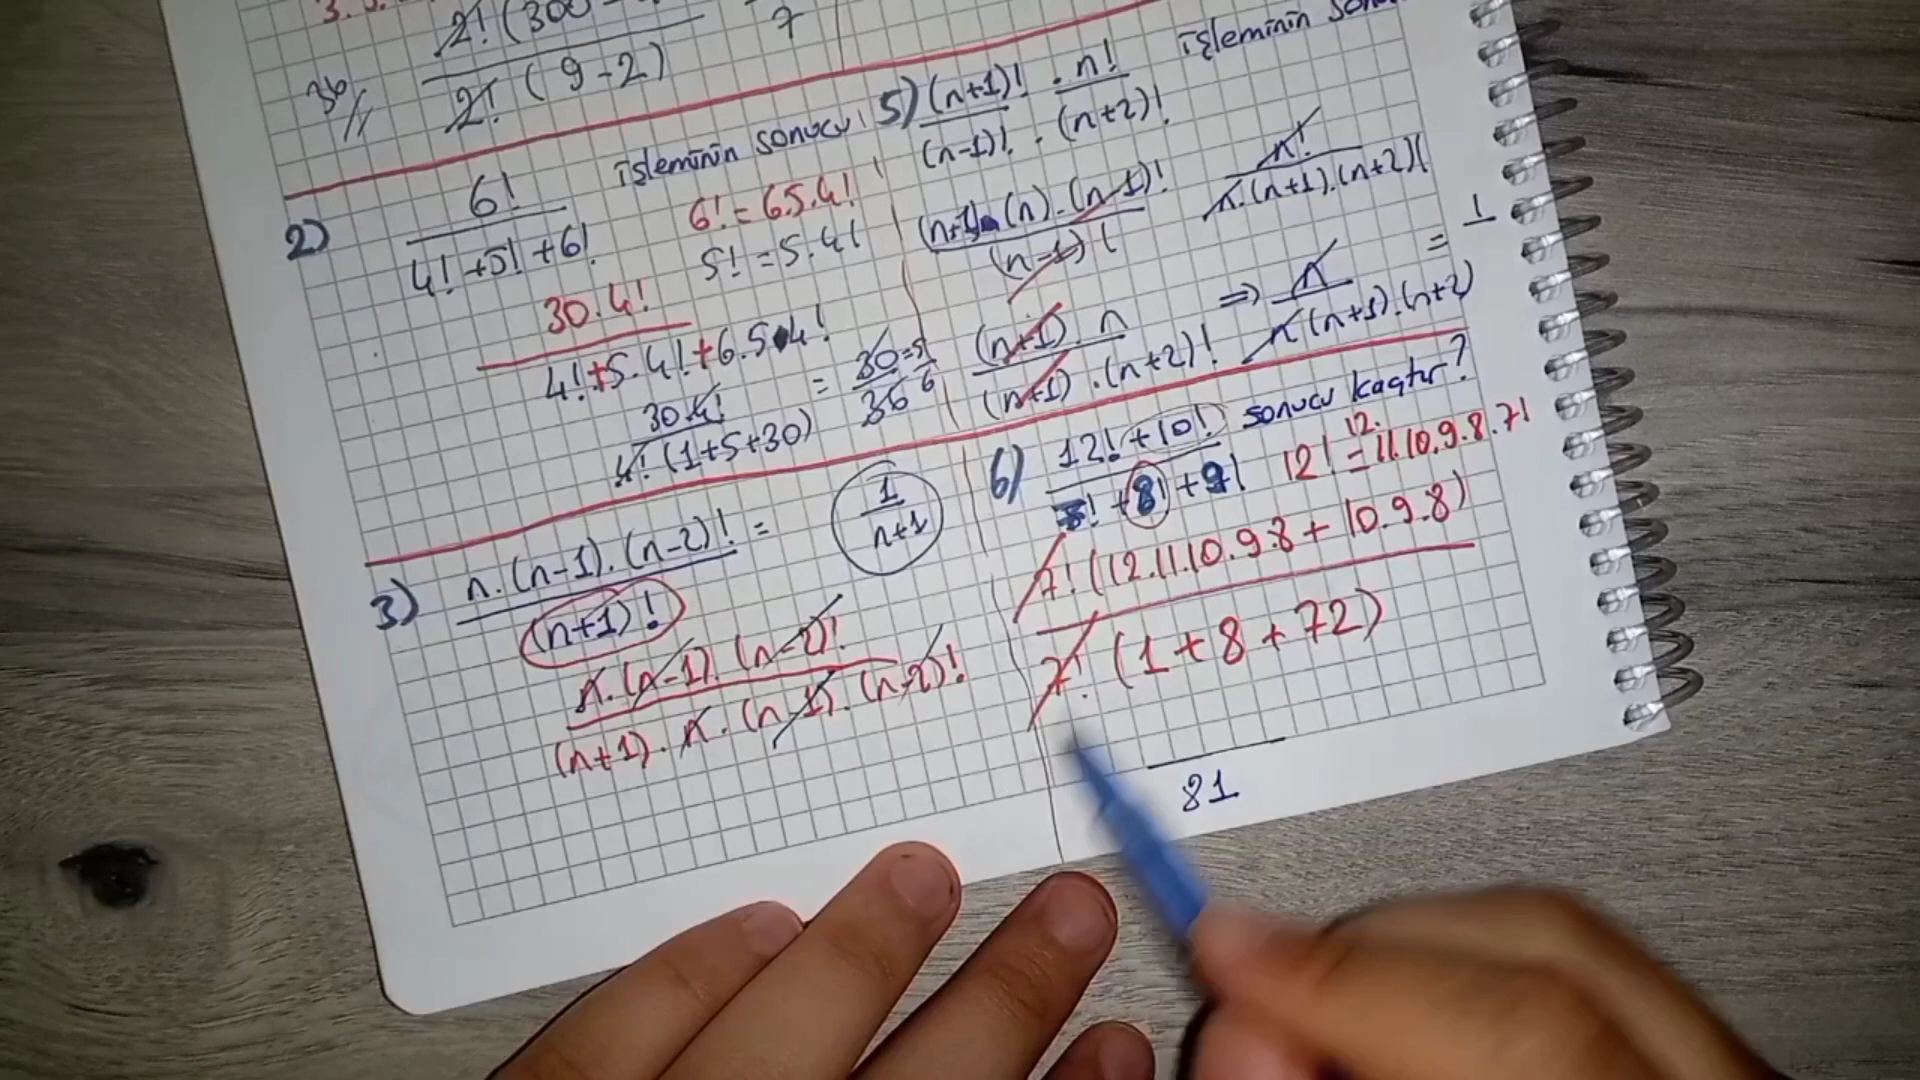 2! (300
2! (9-2)
7
36//
işleminin sonucu
2) 6!
4!+5!+6!
işleminin sonucu
6! = 6.5.4!
5! = 5.4!
30.4!
4!+5.4!+6.5.4!
30.4!
4! (1+5+30)
= 30 = 5
36 6
3) n.(n-1).(n-2)! =
(n+1)!
1
n+1
n.(n-1).(n-2)!
(n+1).n.(n-1).(n-2)!
5) (n+1)! . n!
(n-1)! . (n+2)!
(n+1).(n).(n-1)!
(n-1)!
n!
n.(n+1).(n+2)!
= 1
(n+1).n
(n+1).(n+2)!
=> n
n(n+1).(n+2)
6) 12!+10!
+8!+9!
sonucu kaçtır?
12! = 12.11.10.9.8.7!
7! (12.11.10.9.8 + 10.9.8)
7! (1+8+72)
81